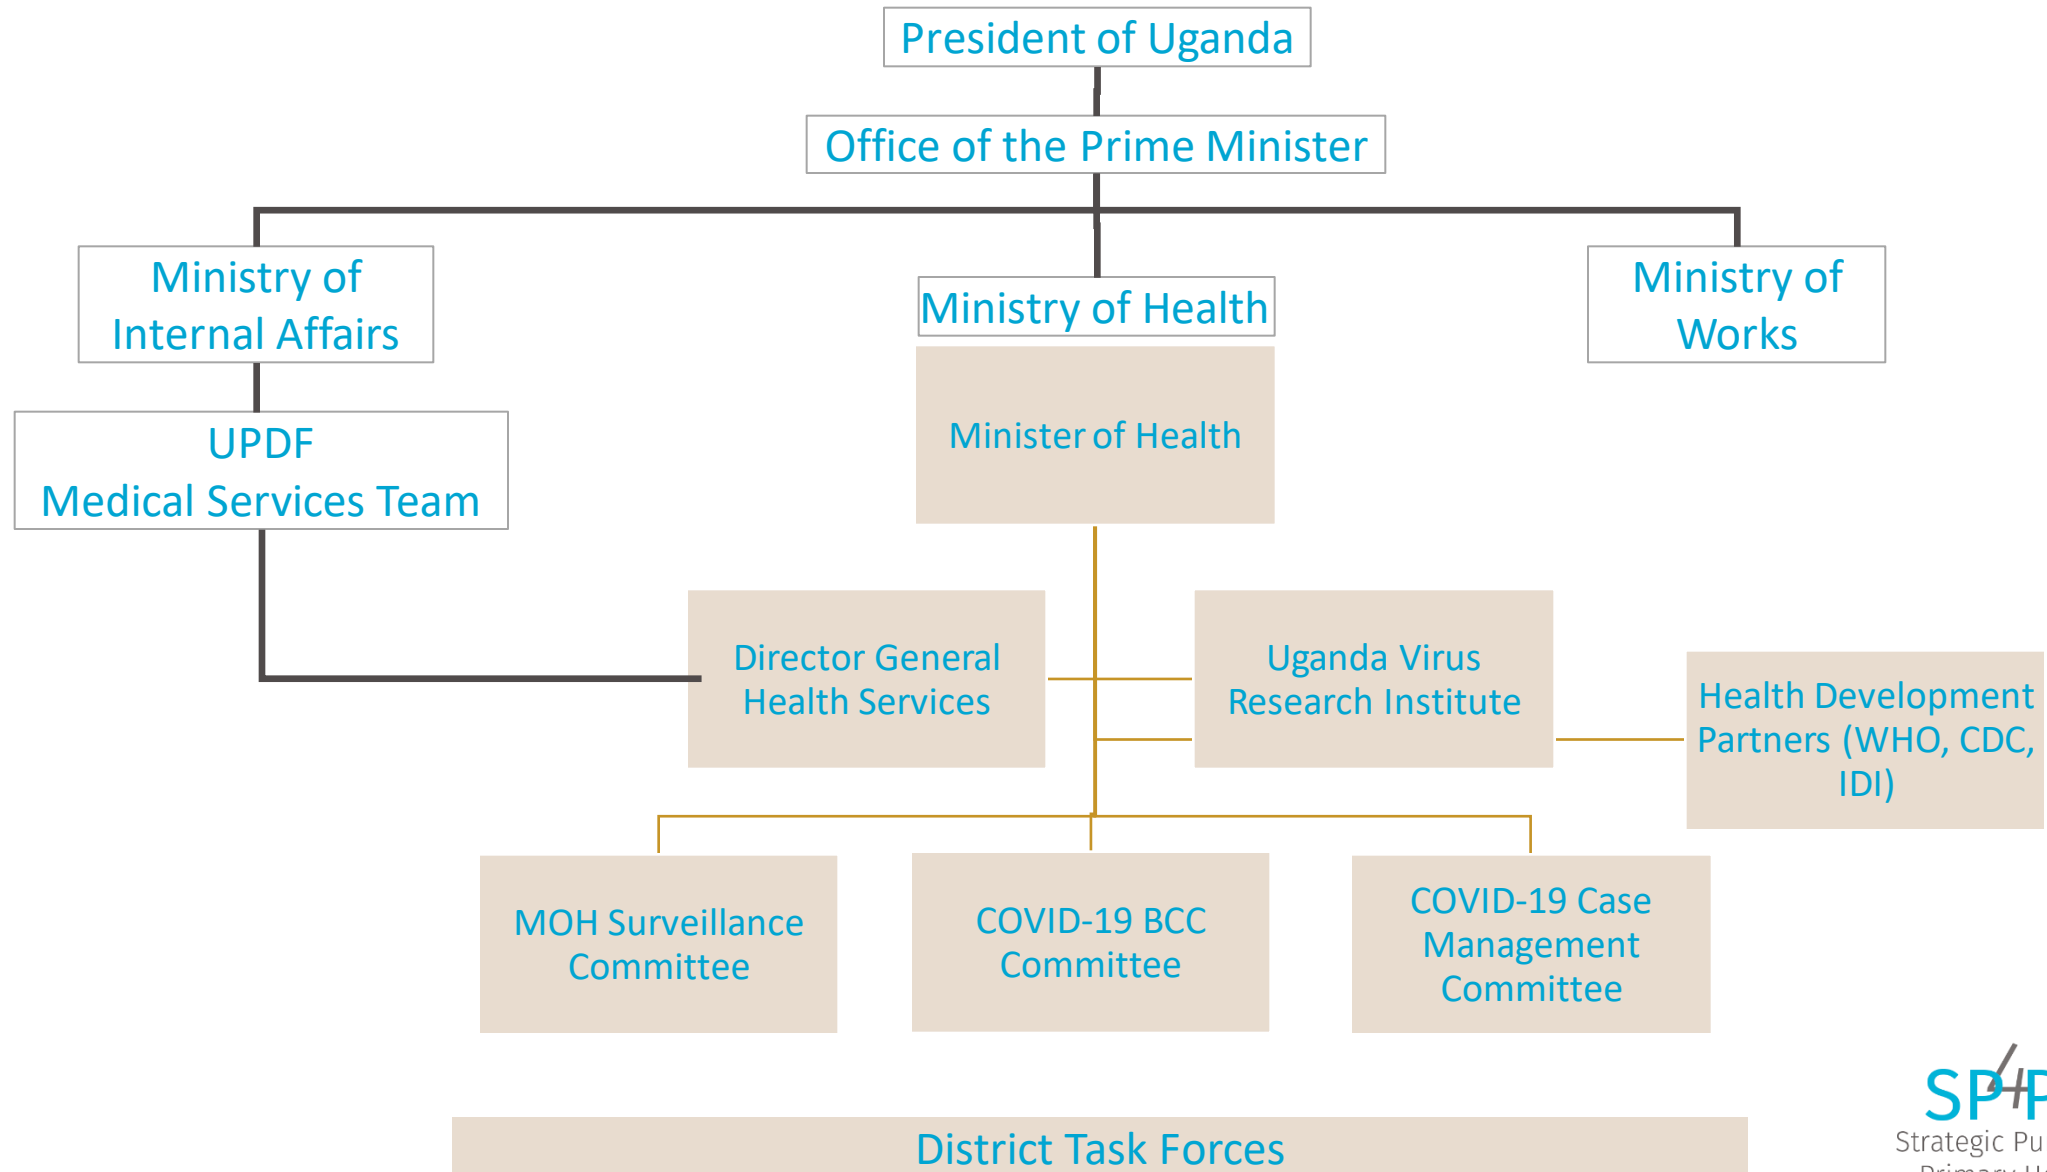 President of Uganda
Office of the Prime Minister
Ministry of
Internal Affairs
Ministry of Health
Ministry of
Works
Minister of Health
UPDF
Medical Services Team
Director General
Health Services
Uganda Virus
Research Institute
Health Development
Partners (WHO, CDC,
IDI)
MOH Surveillance
Committee
COVID-19 BCC
Committee
COVID-19 Case
Management
Committee
District Task Forces
SP4P
Strategic Pu
Primary H